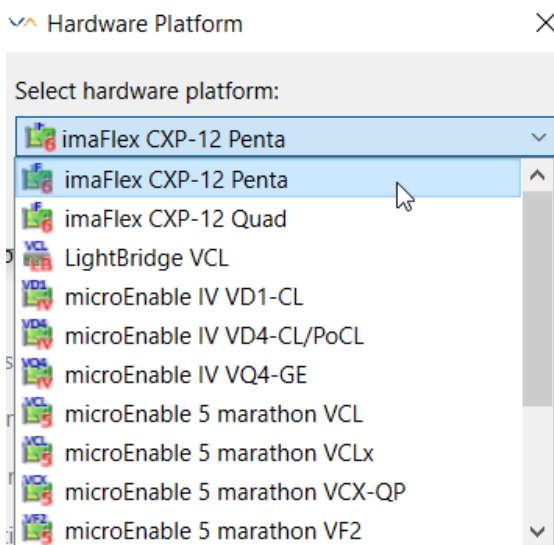 Hardware Platform
Select hardware platform:
imaFlex CXP-12 Penta
imaFlex CXP-12 Penta
imaFlex CXP-12 Quad
LightBridge VCL
microEnable IV VD1-CL
microEnable IV VD4-CL/PoCL
microEnable IV VQ4-GE
microEnable 5 marathon VCL
microEnable 5 marathon VCLx
microEnable 5 marathon VCX-QP
microEnable 5 marathon VF2